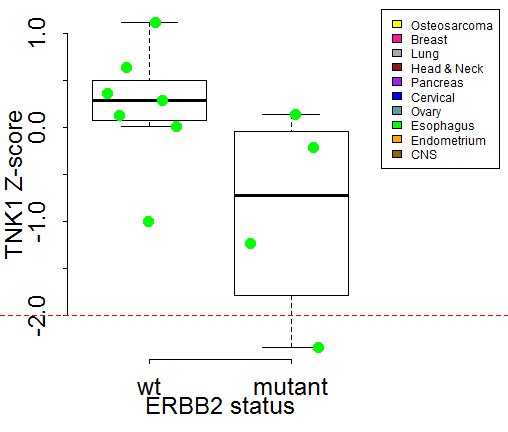 TNK1 Z-score
1.0
0.0
-1.0
-2.0
wt
mutant
ERBB2 status
Osteosarcoma
Breast
Lung
Head & Neck
Pancreas
Cervical
Ovary
Esophagus
Endometrium
CNS